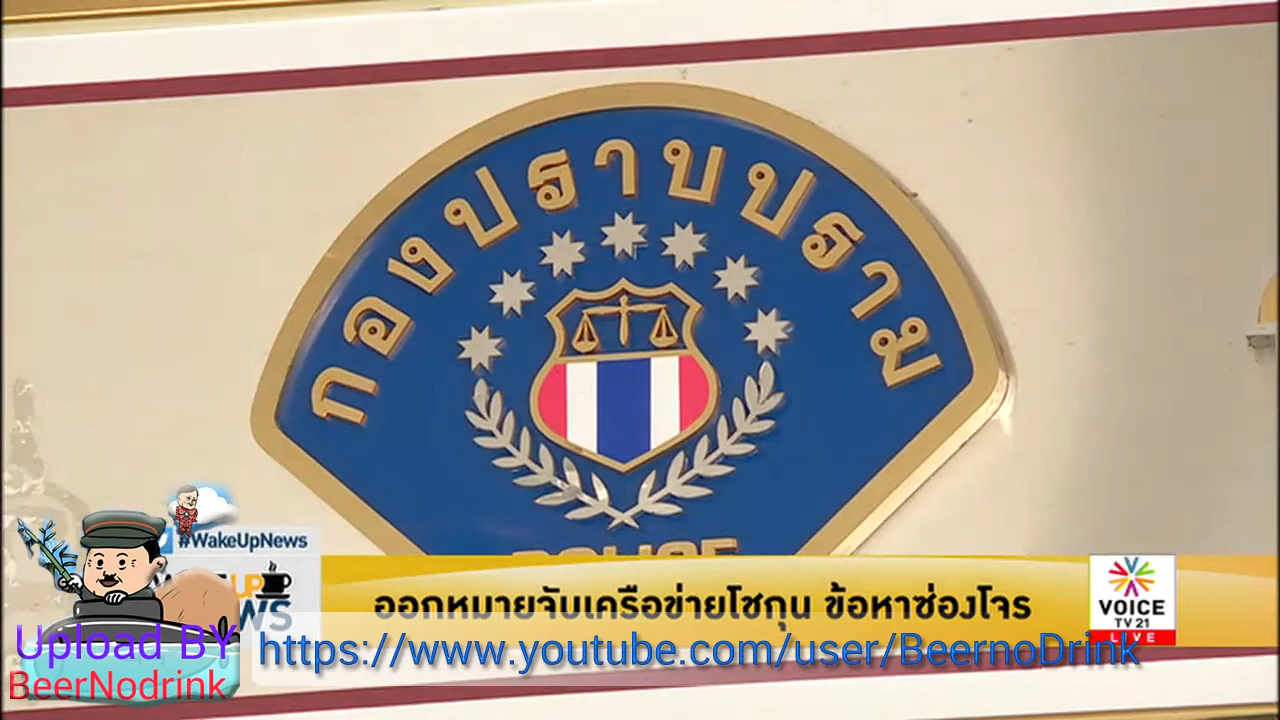 กองปราบปราม
POLICE
#WakeUpNews
ออกหมายจับเครือข่ายโชกุน ข้อหาซ่องโจร
VOICE
TV 21
LIVE
Upload BY
https://www.youtube.com/user/BeernoDrink
BeerNodrink